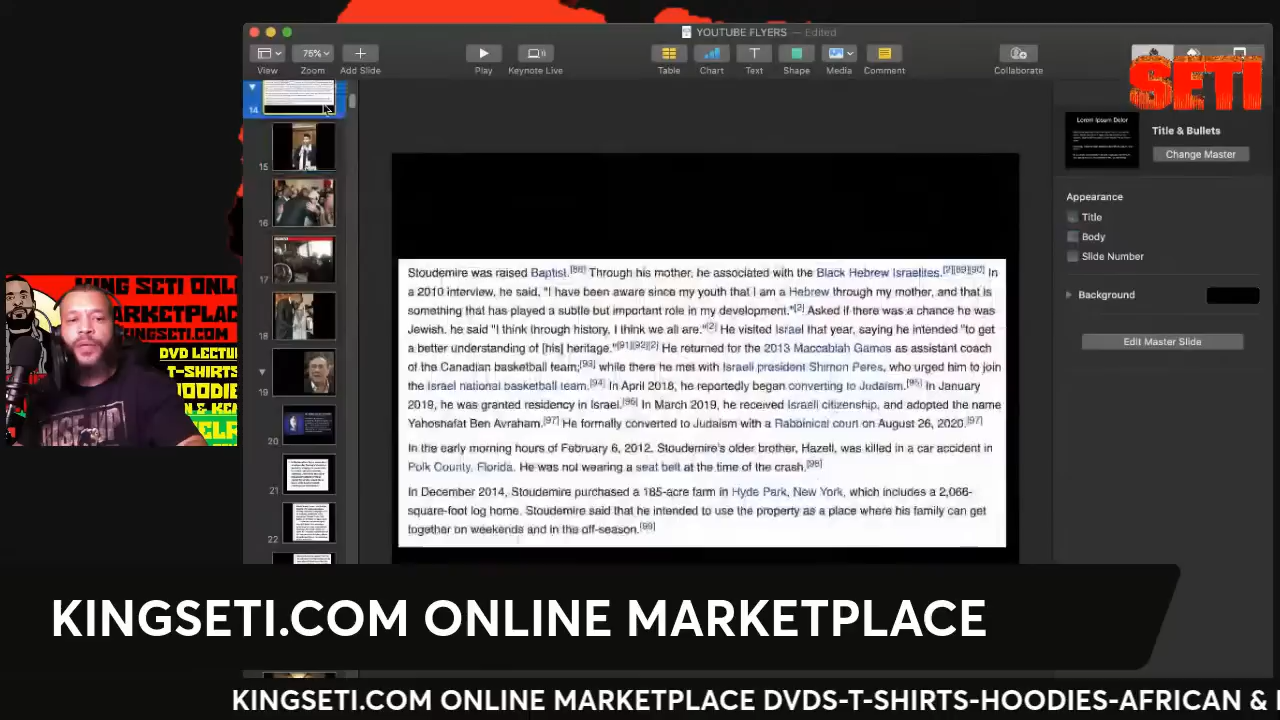 YOUTUBE FLYERS — Edited
75%
View
Zoom
Add Slide
Play
Keynote Live
Table
Text
Shape
Media
Comment
SETI
14
15
16
17
18
19
20
21
22
Lorem Ipsum Dolor
Title & Bullets
Change Master
Appearance
Title
Body
Slide Number
Background
Edit Master Slide
Stoudemire was raised Baptist.[88] Through his mother, he associated with the Black Hebrew Israelites.[2][89][90] In
a 2010 interview, he said, "I have been aware since my youth that I am a Hebrew through my mother, and that is
something that has played a subtle but important role in my development."[2] Asked if there was a chance he was
Jewish, he said "I think through history, I think we all are."[2] He visited Israel that year, saying he intended "to get
a better understanding of [his] heritage."[91][92][2] He returned for the 2013 Maccabiah Games as assistant coach
of the Canadian basketball team;[93] while there he met with Israeli president Shimon Peres, who urged him to join
the Israel national basketball team.[94] In April 2018, he reportedly began converting to Judaism.[95] In January
2019, he was granted residency in Israel.[96] In March 2019, he received Israeli citizenship, and adopted the name
Yahoshafat Ben Avraham.[97] He formally converted to Judaism with a Rabbinical court on August 26, 2020.[97]
In the early morning hours of February 6, 2012, Stoudemire's older brother, Hazell, was killed in a car accident in
Polk County, Florida. He was not wearing a seat belt at the time of the crash.[98]
In December 2014, Stoudemire purchased a 185-acre farm in Hyde Park, New York, which includes a 2,066-
square-foot home. Stoudemire said that he intended to use the property as a place where his family can get
together on weekends and in the off-season.[99]
KING SETI ONL
ARKETPLAC
KINGSETI.COM
DVD LECTU
T-SHIRTS
HOODIE
KINGSETI.COM ONLINE MARKETPLACE
KINGSETI.COM ONLINE MARKETPLACE DVDS-T-SHIRTS-HOODIES-AFRICAN &